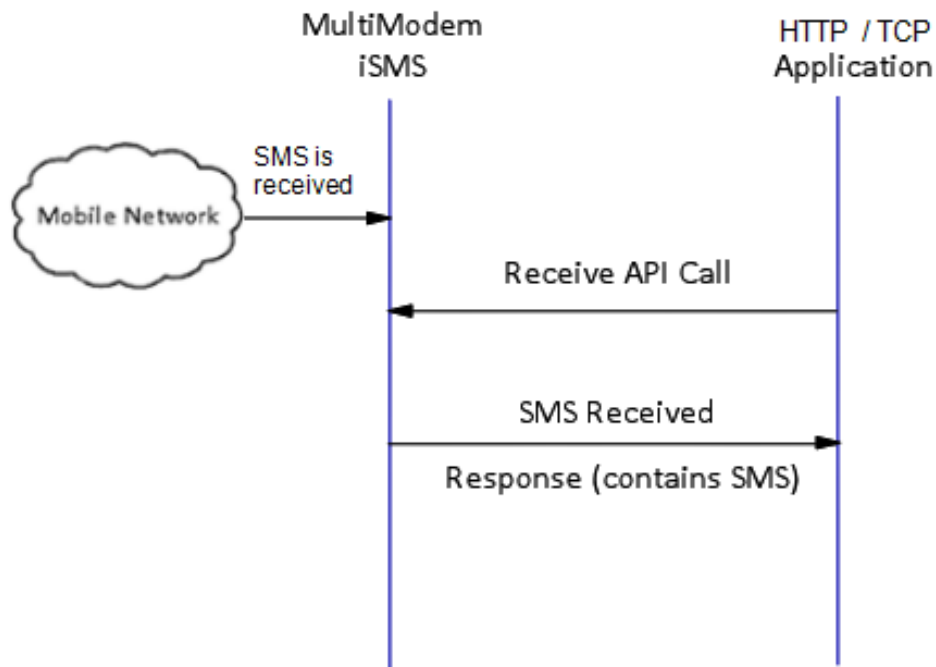 MultiModem
iSMS
HTTP / TCP
Application
SMS is
received
Mobile Network
Receive API Call
SMS Received
Response (contains SMS)